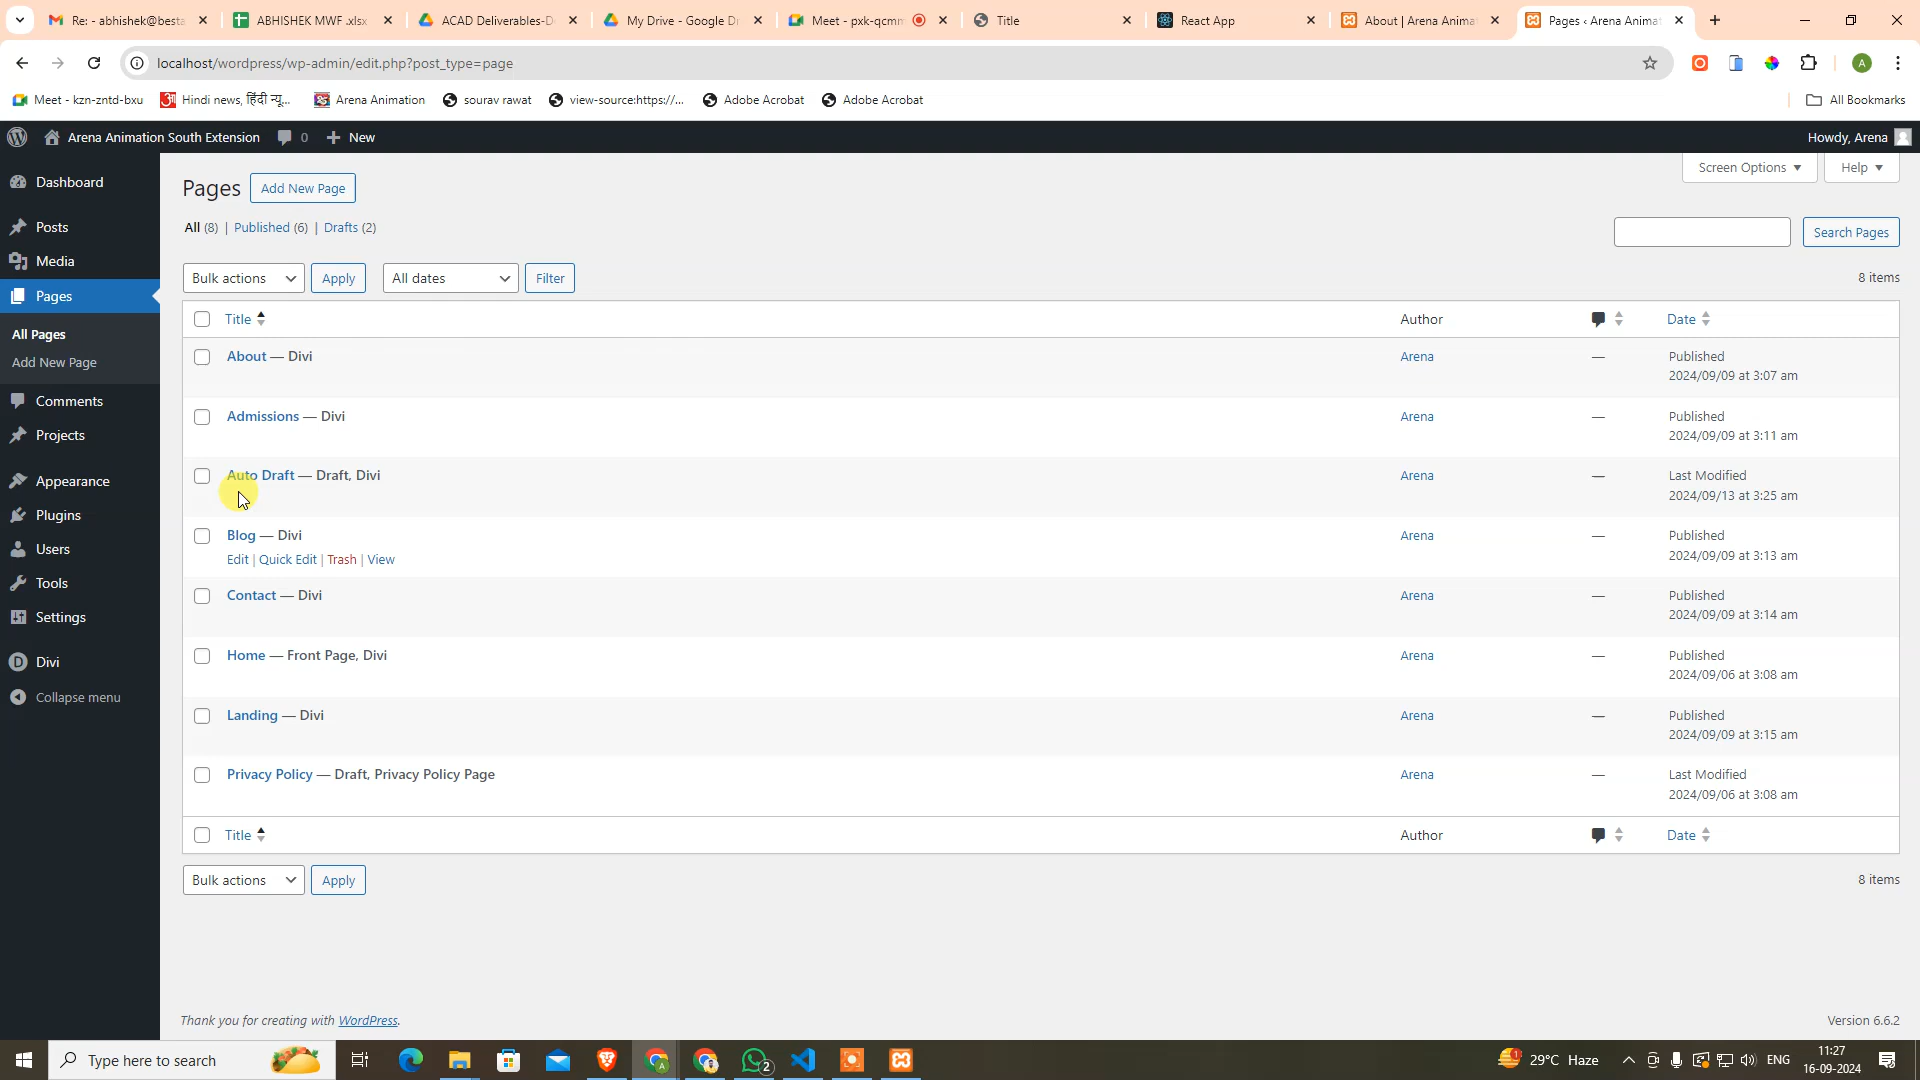 Re: - abhishek@besta
ABHISHEK MWF .xlsx
ACAD Deliverables-D
My Drive - Google Dr
Meet - pxk-qcmm
Title
React App
About | Arena Animat
Pages ‹ Arena Animat
localhost/wordpress/wp-admin/edit.php?post_type=page
A
Meet - kzn-zntd-bxu
Hindi news, हिंदी न्यू...
Arena Animation
sourav rawat
view-source:https://...
Adobe Acrobat
Adobe Acrobat
All Bookmarks
Arena Animation South Extension
0
New
Howdy, Arena
Dashboard
Posts
Media
Pages
All Pages
Add New Page
Comments
Projects
Appearance
Plugins
Users
Tools
Settings
Divi
Collapse menu
Pages
Add New Page
Screen Options
Help
All (8) | Published (6) | Drafts (2)
Search Pages
Bulk actions
Apply
All dates
Filter
8 items
Title
Author
Date
About — Divi
Arena
—
Published
2024/09/09 at 3:07 am
Admissions — Divi
Arena
—
Published
2024/09/09 at 3:11 am
Auto Draft — Draft, Divi
Arena
—
Last Modified
2024/09/13 at 3:25 am
Blog — Divi
Edit | Quick Edit | Trash | View
Arena
—
Published
2024/09/09 at 3:13 am
Contact — Divi
Arena
—
Published
2024/09/09 at 3:14 am
Home — Front Page, Divi
Arena
—
Published
2024/09/06 at 3:08 am
Landing — Divi
Arena
—
Published
2024/09/09 at 3:15 am
Privacy Policy — Draft, Privacy Policy Page
Arena
—
Last Modified
2024/09/06 at 3:08 am
Title
Author
Date
Bulk actions
Apply
8 items
Thank you for creating with WordPress.
Version 6.6.2
Type here to search
2
29°C Haze
ENG
11:27
16-09-2024